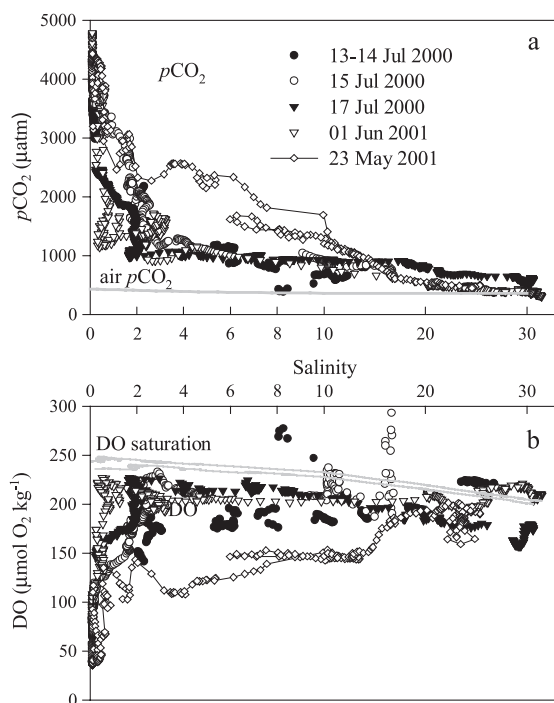 a
5000
4000
3000
2000
1000
0
pCO₂ (μatm)
pCO₂
13-14 Jul 2000
15 Jul 2000
17 Jul 2000
01 Jun 2001
23 May 2001
air pCO₂
0 2 4 6 8 10 20 30
Salinity
0 2 4 6 8 10 20 30
b
300
250
200
150
100
50
0
DO (μmol O₂ kg⁻¹)
DO saturation
DO